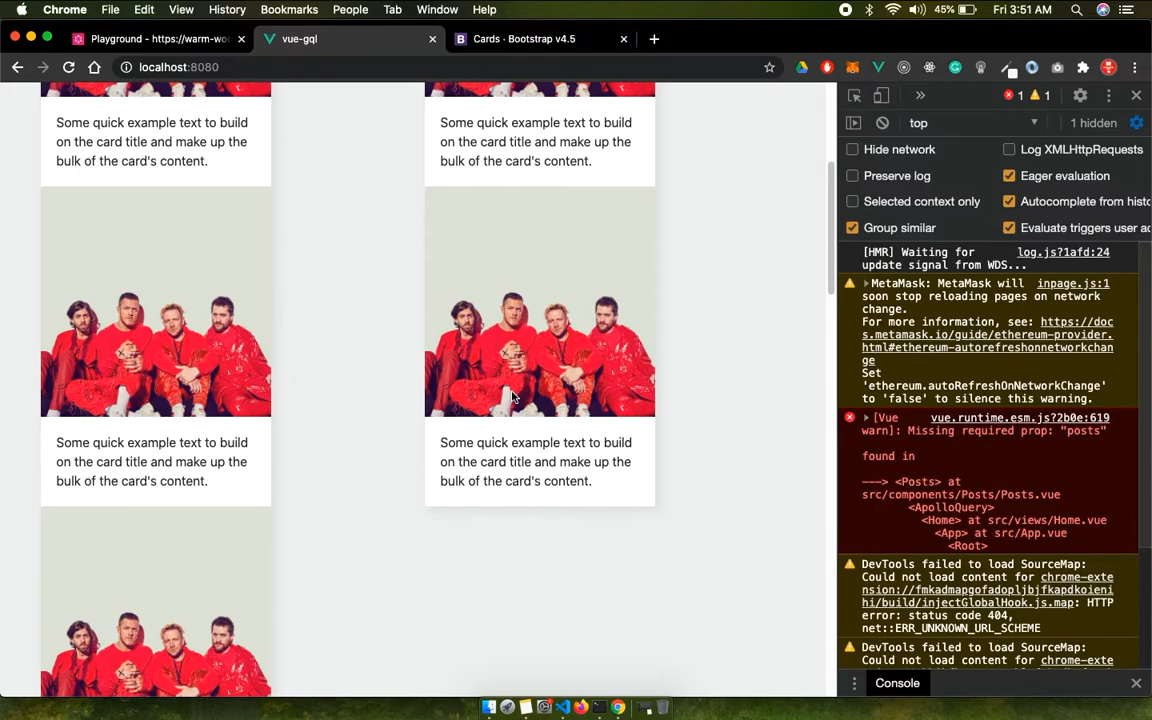 Chrome File Edit View History Bookmarks People Tab Window Help 45% Fri 3:51 AM
Playground - https://warm-wo
vue-gql
Cards · Bootstrap v4.5
localhost:8080
Some quick example text to build
on the card title and make up the
bulk of the card's content.
Some quick example text to build
on the card title and make up the
bulk of the card's content.
Some quick example text to build
on the card title and make up the
bulk of the card's content.
Some quick example text to build
on the card title and make up the
bulk of the card's content.
1 1
top 1 hidden
Hide network Log XMLHttpRequests
Preserve log Eager evaluation
Selected context only Autocomplete from histo
Group similar Evaluate triggers user ac
[HMR] Waiting for log.js?1afd:24
update signal from WDS...
MetaMask: MetaMask will inpage.js:1
soon stop reloading pages on network
change.
For more information, see: https://doc
s.metamask.io/guide/ethereum-provider.
html#ethereum-autorefreshonnetworkchan
ge
Set
'ethereum.autoRefreshOnNetworkChange'
to 'false' to silence this warning.
[Vue vue.runtime.esm.js?2b0e:619
warn]: Missing required prop: "posts"
found in
---> <Posts> at
src/components/Posts/Posts.vue
<ApolloQuery>
<Home> at src/views/Home.vue
<App> at src/App.vue
<Root>
DevTools failed to load SourceMap:
Could not load content for chrome-exte
nsion://fmkadmapgofadopljbjfkapdkoieni
hi/build/injectGlobalHook.js.map: HTTP
error: status code 404,
net::ERR_UNKNOWN_URL_SCHEME
DevTools failed to load SourceMap:
Could not load content for chrome-exte
Console